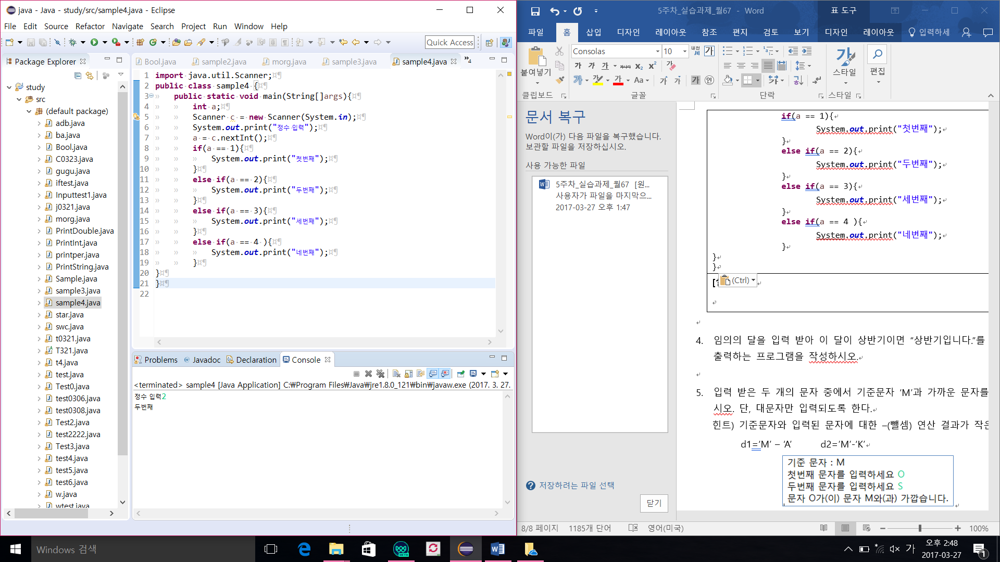 java - Java - study/src/sample4.java - Eclipse
File Edit Source Refactor Navigate Search Project Run Window Help
Quick Access
Package Explorer
study
src
(default package)
adb.java
ba.java
Bool.java
C0323.java
gugu.java
iftest.java
Inputtest1.java
j0321.java
morg.java
PrintDouble.java
PrintInt.java
printper.java
PrintString.java
Sample.java
sample3.java
sample4.java
star.java
swc.java
t0321.java
T321.java
t4.java
test.java
Test0.java
test0306.java
test0308.java
Test2.java
test2222.java
Test3.java
test4.java
test5.java
test6.java
w.java
wtest.java
Bool.java sample2.java morg.java sample3.java sample4.java »4
1 import java.util.Scanner;
2 public class sample4 {
3 public static void main(String[]args){
4 int a;
5 Scanner c = new Scanner(System.in);
6 System.out.print("정수 입력");
7 a = c.nextInt();
8 if(a == 1){
9 System.out.print("첫번째");
10 }
11 else if(a == 2){
12 System.out.print("두번째");
13 }
14 else if(a == 3){
15 System.out.print("세번째");
16 }
17 else if(a == 4 ){
18 System.out.print("네번째");
19 }
20 }
21 }
22
Problems @ Javadoc Declaration Console
<terminated> sample4 [Java Application] C:₩Program Files₩Java₩jre1.8.0_121₩bin₩javaw.exe (2017. 3. 27.
정수 입력2
두번째
5주차_실습과제_월67 - Word
표 도구
파일 홈 삽입 디자인 레이아웃 참조 편지 검토 보기 디자인 레이아웃 입력하세
붙여넣기
Consolas 10
스타일
편집
클립보드 글꼴 단락 스타일
문서 복구
Word이(가) 다음 파일을 복구했습니다.
보관할 파일을 저장하십시오.
사용 가능한 파일
5주차_실습과제_월67 [원...
사용자가 파일을 마지막으...
2017-03-27 오후 1:47
저장하려는 파일 선택
닫기
if(a == 1){
System.out.print("첫번째");
}
else if(a == 2){
System.out.print("두번째");
}
else if(a == 3){
System.out.print("세번째");
}
else if(a == 4 ){
System.out.print("네번째");
}
}
}
(Ctrl)
4. 임의의 달을 입력 받아 이 달이 상반기이면 “상반기입니다.”를
출력하는 프로그램을 작성하시오.
5. 입력 받은 두 개의 문자 중에서 기준문자 ‘M’과 가까운 문자를
시오. 단, 대문자만 입력되도록 한다.
힌트) 기준문자와 입력된 문자에 대한 –(뺄셈) 연산 결과가 작은
d1=‘M’ – ‘A’ d2=‘M’-‘K’
기준 문자 : M
첫번째 문자를 입력하세요 O
두번째 문자를 입력하세요 S
문자 O가(이) 문자 M와(과) 가깝습니다.
8/8 페이지 1185개 단어 영어(미국) 100%
Windows 검색
가
오후 2:48
2017-03-27
1